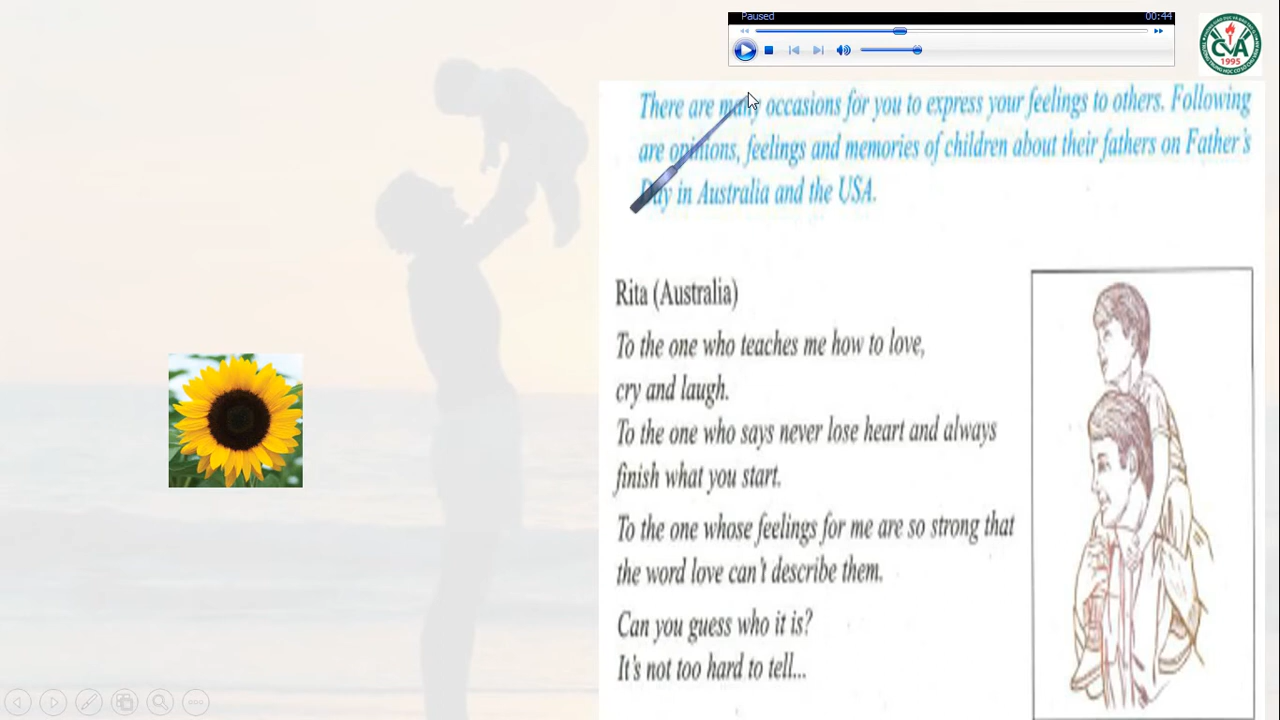 Paused
00:44
CVA
1995
There are many occasions for you to express your feelings to others. Following
are opinions, feelings and memories of children about their fathers on Father's
Day in Australia and the USA.
Rita (Australia)
To the one who teaches me how to love,
cry and laugh.
To the one who says never lose heart and always
finish what you start.
To the one whose feelings for me are so strong that
the word love can't describe them.
Can you guess who it is?
It's not too hard to tell...